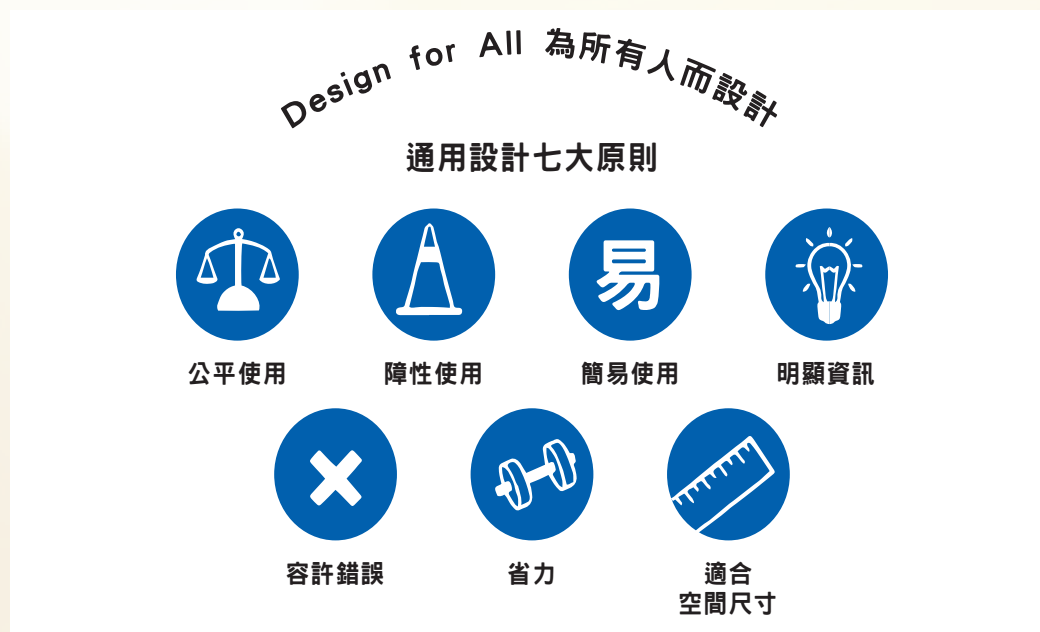 Design for All 為所有人而設計
通用設計七大原則
易
公平使用
障性使用
簡易使用
明顯資訊
容許錯誤
省力
適合
空間尺寸